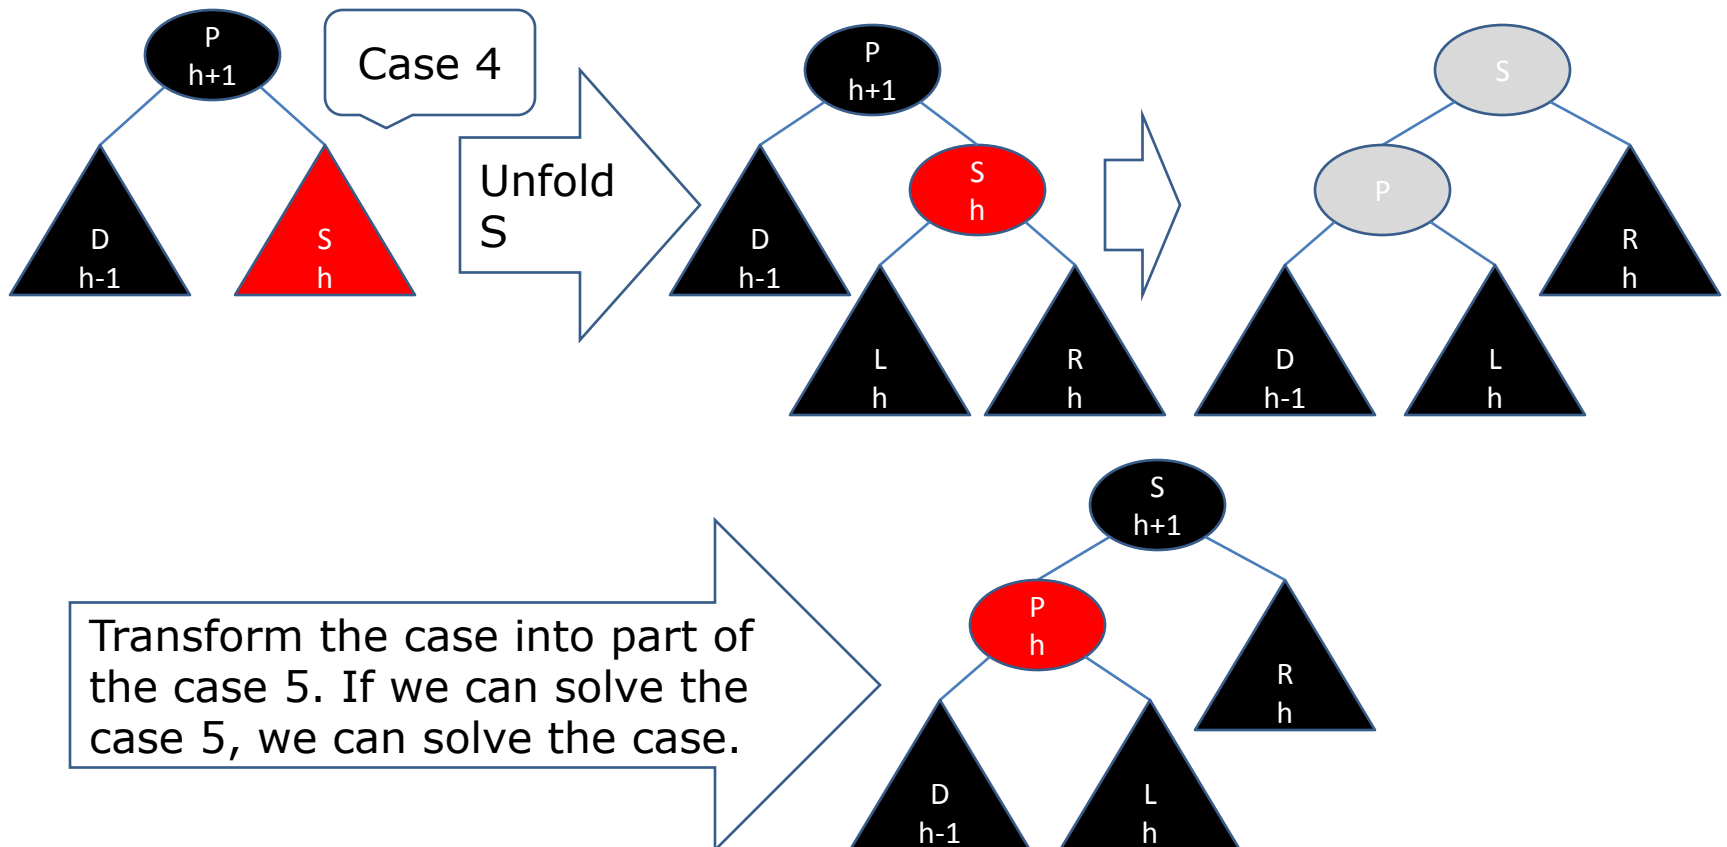 P
h+1
Case 4
D
h-1
S
h
Unfold
S
P
h+1
S
h
D
h-1
L
h
R
h
S
P
R
h
D
h-1
L
h
Transform the case into part of
the case 5. If we can solve the
case 5, we can solve the case.
S
h+1
P
h
R
h
D
h-1
L
h